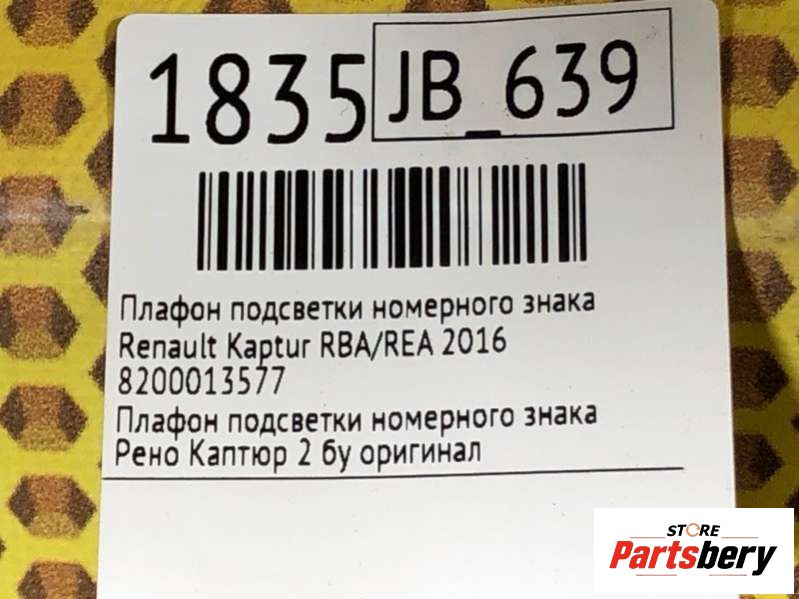 1835 JB_639
Плафон подсветки номерного знака
Renault Kaptur RBA/REA 2016
8200013577
Плафон подсветки номерного знака
Рено Каптюр 2 бу оригинал
STORE
Partsbery